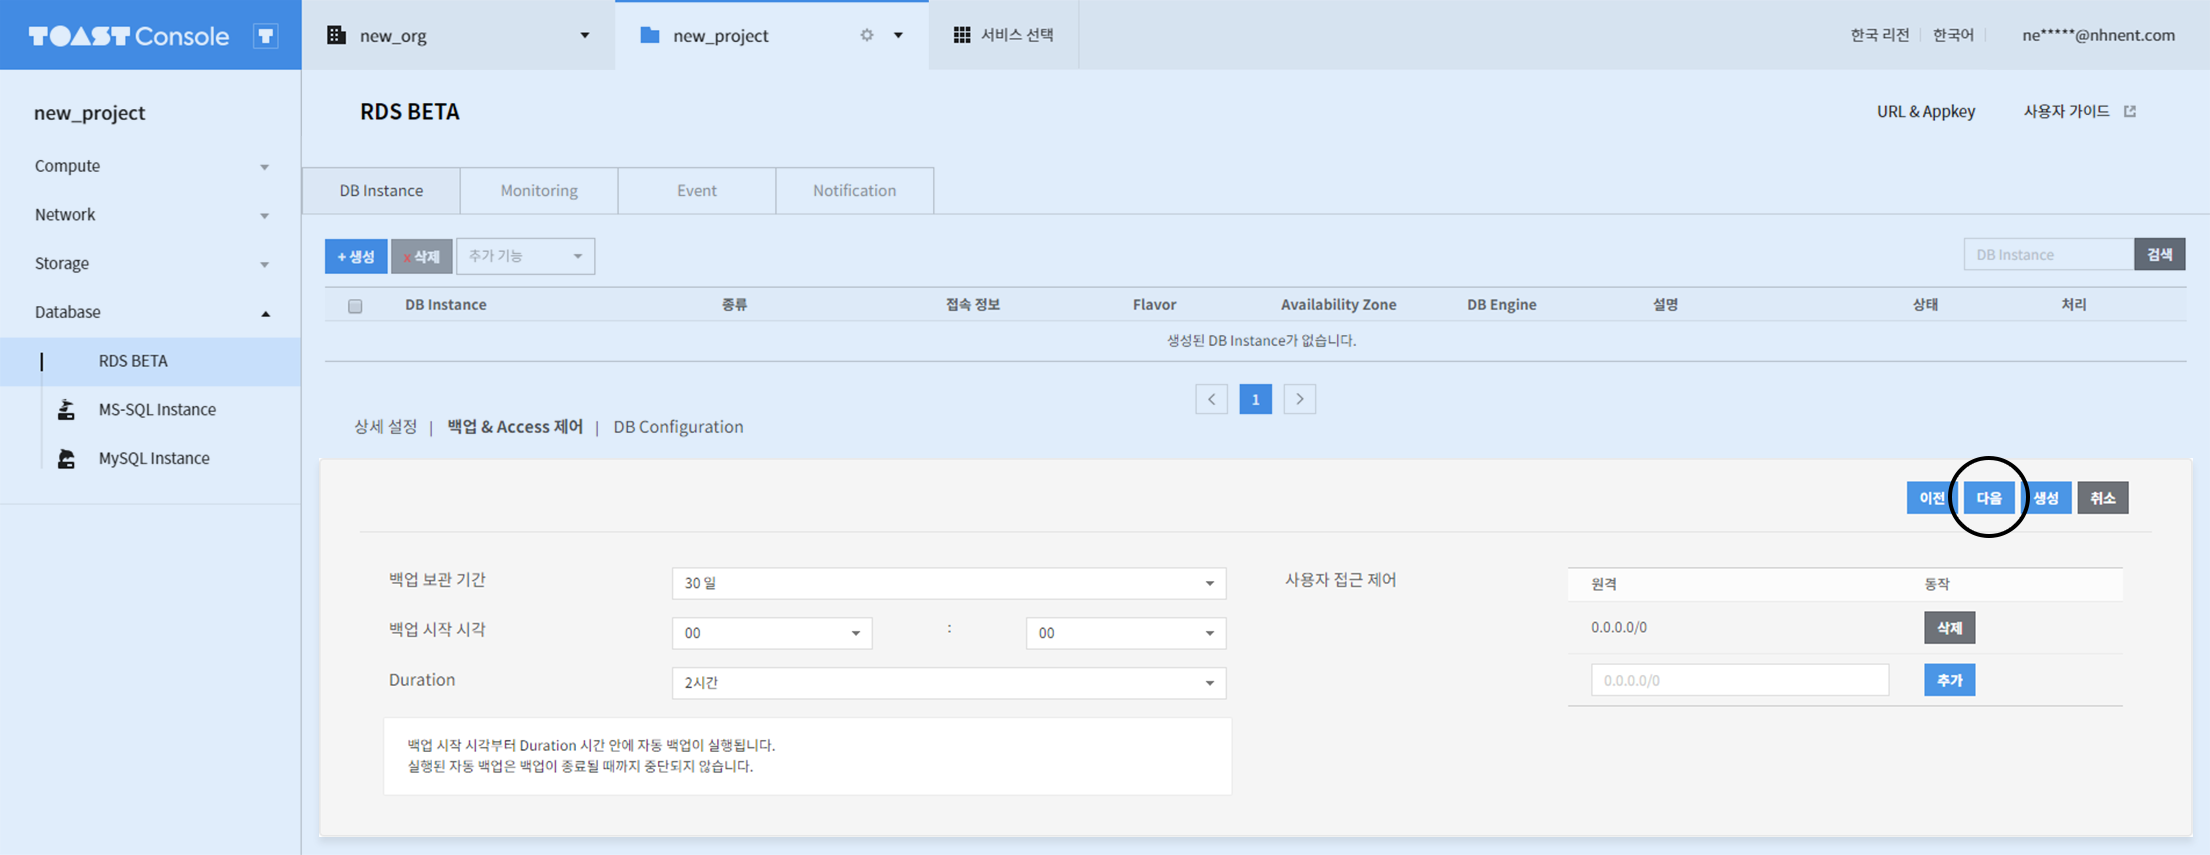 TOAST Console T
new_org
new_project
서비스 선택
한국 리전
한국어
ne*****@nhnent.com
new_project
Compute
Network
Storage
Database
RDS BETA
MS-SQL Instance
MySQL Instance
RDS BETA
URL & Appkey
사용자 가이드
DB Instance
Monitoring
Event
Notification
+ 생성
x 삭제
추가 기능
DB Instance
검색
DB Instance 종류 접속 정보 Flavor Availability Zone DB Engine 설명 상태 처리
생성된 DB Instance가 없습니다.
< 1 >
상세 설정 | 백업 & Access 제어 | DB Configuration
이전 다음 생성 취소
백업 보관 기간
30 일
백업 시작 시각
00 : 00
Duration
2시간
백업 시작 시각부터 Duration 시간 안에 자동 백업이 실행됩니다.
실행된 자동 백업은 백업이 종료될 때까지 중단되지 않습니다.
사용자 접근 제어
원격 동작
0.0.0.0/0 삭제
0.0.0.0/0 추가